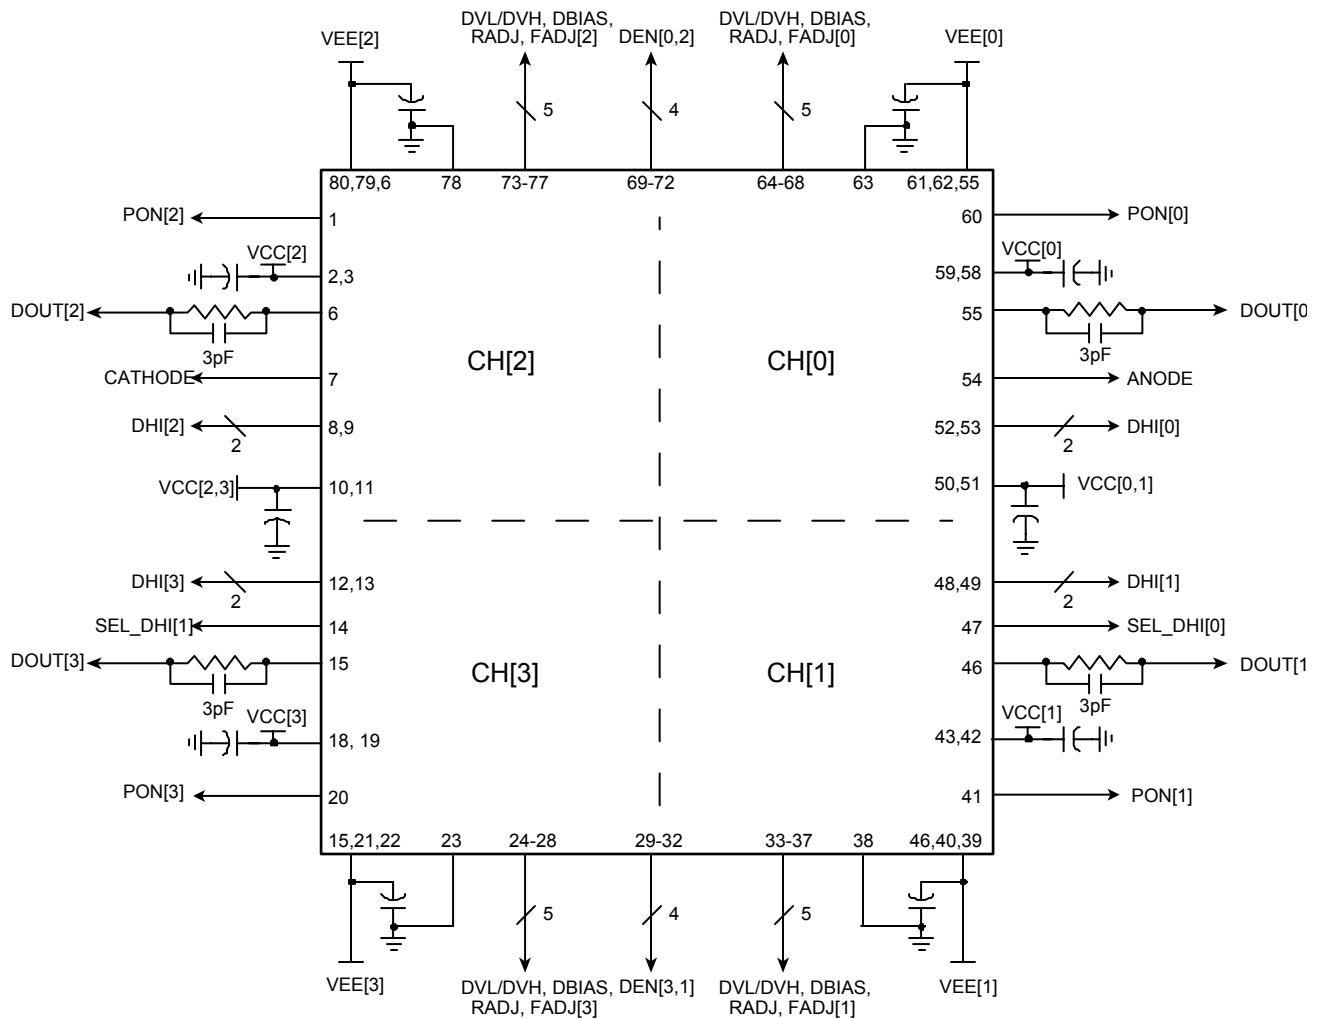 DVL/DVH, DBIAS,
RADJ, FADJ[2]
DVL/DVH, DBIAS,
RADJ, FADJ[0]
VEE[2]
DEN[0,2]
VEE[0]
5
4
5
80,79,6
78
73-77
69-72
64-68
63
61,62,55
PON[2]
1
60
PON[0]
VCC[2]
2,3
59,58
VCC[0]
DOUT[2]
6
55
DOUT[0
3pF
3pF
CH[2]
CH[0]
CATHODE
7
54
ANODE
DHI[2]
2
8,9
52,53
2
DHI[0]
VCC[2,3]
10,11
50,51
VCC[0,1]
DHI[3]
2
12,13
48,49
2
DHI[1]
SEL_DHI[1]
14
47
SEL_DHI[0]
DOUT[3]
15
46
DOUT[1
3pF
3pF
CH[3]
CH[1]
VCC[3]
18, 19
43,42
VCC[1]
PON[3]
20
41
PON[1]
15,21,22
23
24-28
29-32
33-37
38
46,40,39
5
4
5
VEE[3]
DVL/DVH, DBIAS,
RADJ, FADJ[3]
DEN[3,1]
DVL/DVH, DBIAS,
RADJ, FADJ[1]
VEE[1]